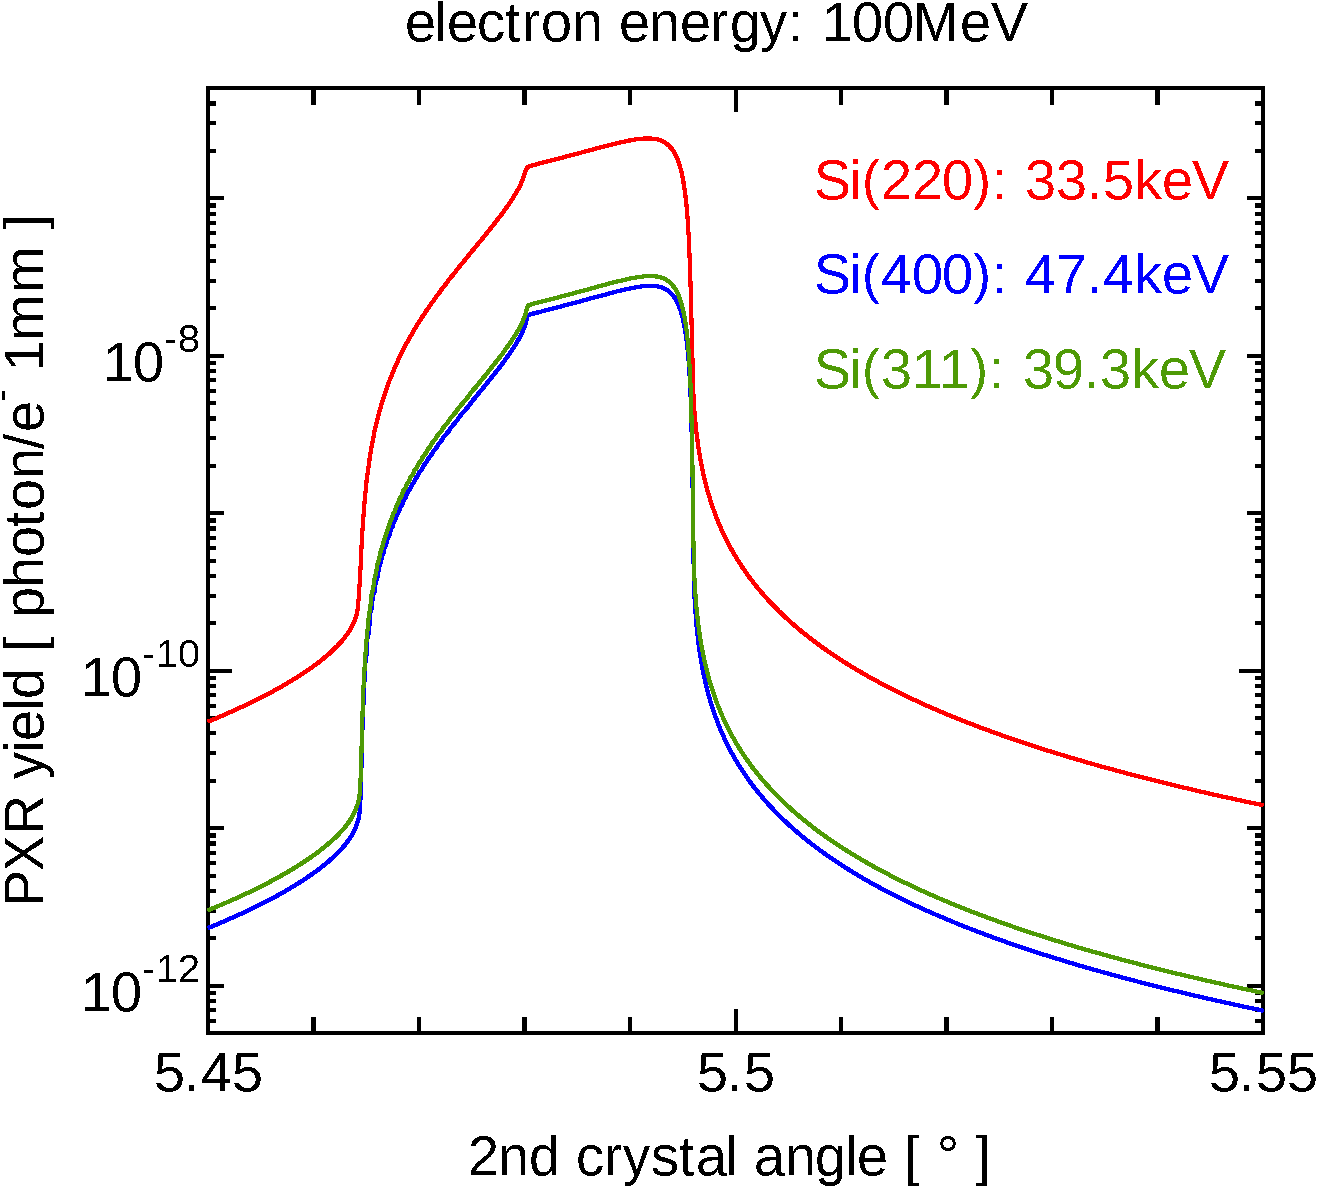 electron energy: 100MeV
Si(220): 33.5keV
Si(400): 47.4keV
Si(311): 39.3keV
PXR yield [ photon/e⁻ 1mm ]
10⁻⁸
10⁻¹⁰
10⁻¹²
5.45 5.5 5.55
2nd crystal angle [ ° ]